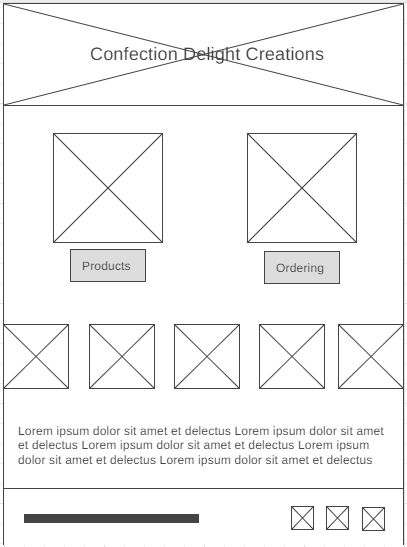 Confection Delight Creations
Products
Ordering
Lorem ipsum dolor sit amet et delectus Lorem ipsum dolor sit amet
et delectus Lorem ipsum dolor sit amet et delectus Lorem ipsum
dolor sit amet et delectus Lorem ipsum dolor sit amet et delectus